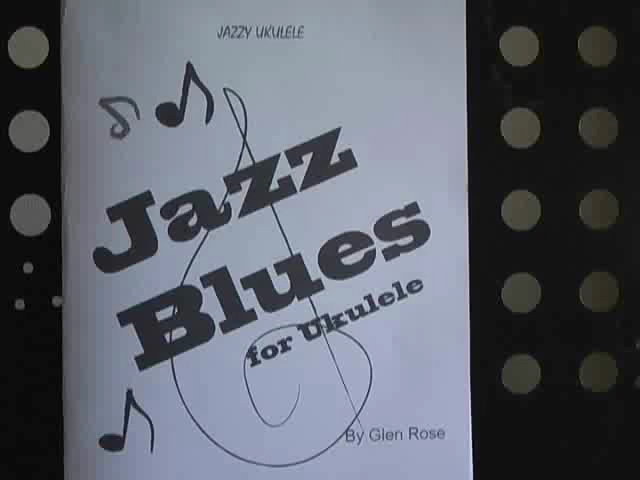 JAZZY UKULELE
Jazz
Blues
for Ukulele
By Glen Rose